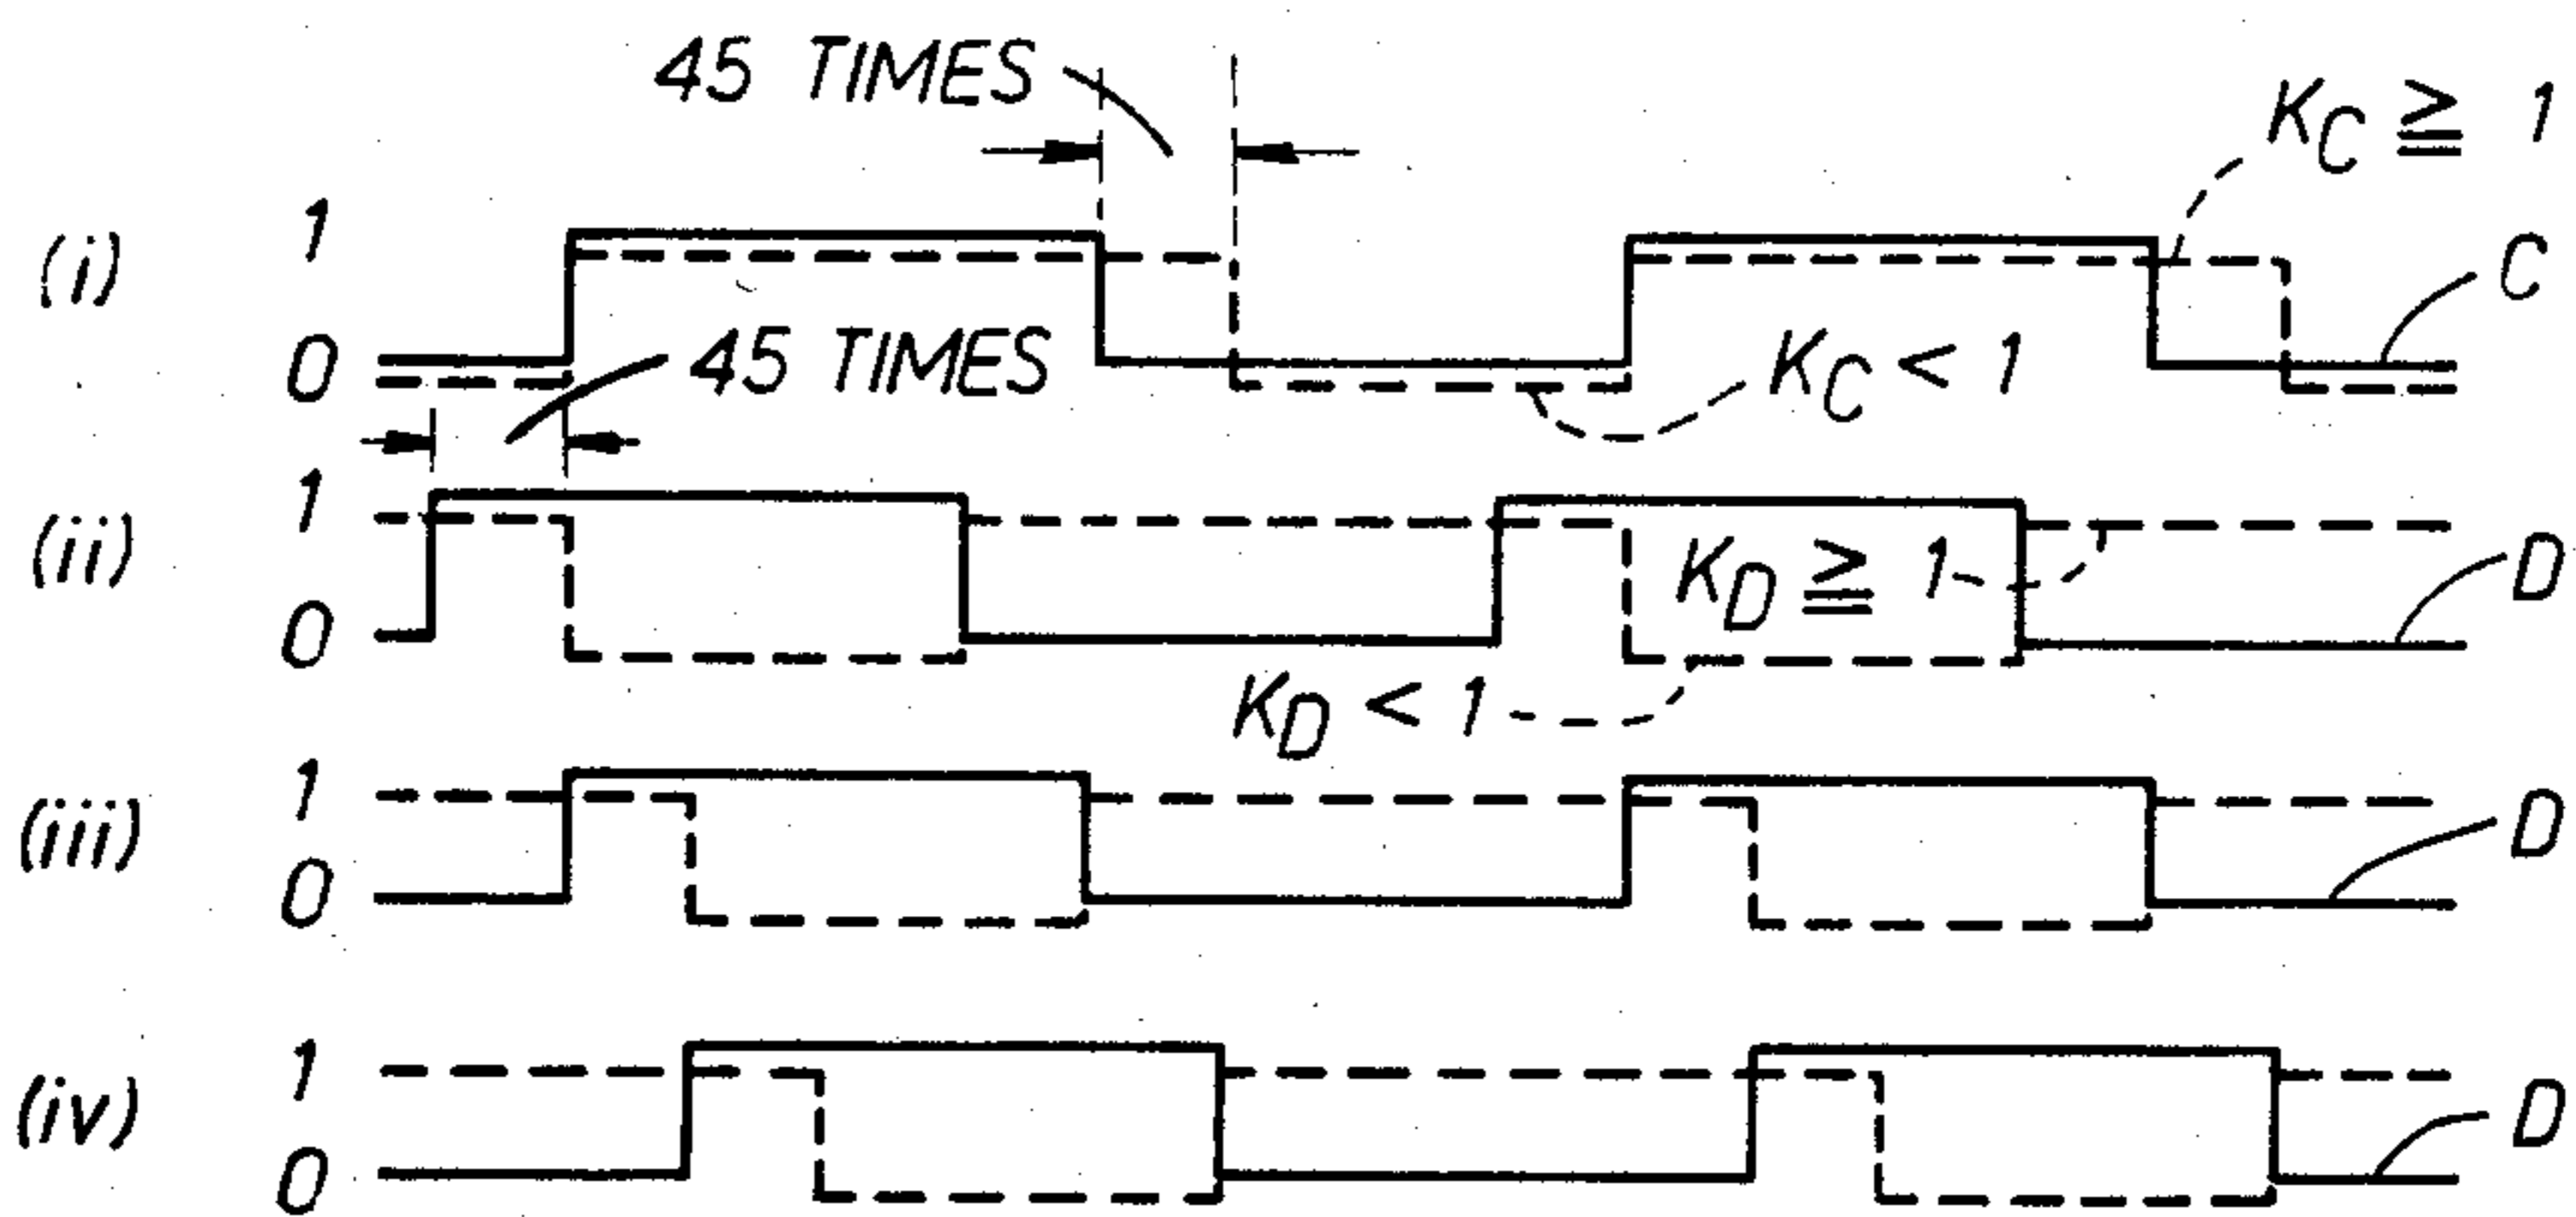 45 TIMES
K_C ≧ 1
(i)
1
0
C
45 TIMES
K_C < 1
(ii)
1
0
K_D ≧ 1
D
K_D < 1
(iii)
1
0
D
(iv)
1
0
D